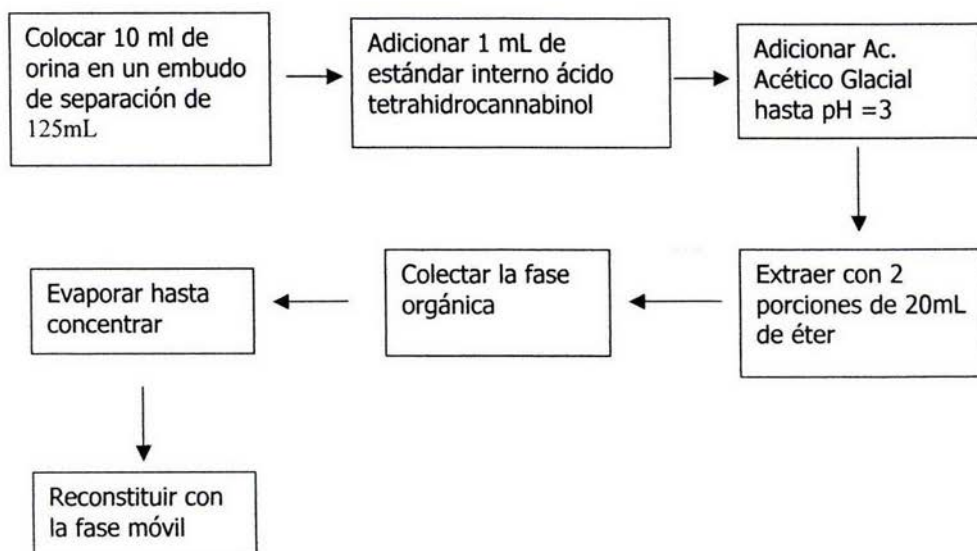 Colocar 10 ml de
orina en un embudo
de separación de
125mL
Adicionar 1 mL de
estándar interno ácido
tetrahidrocannabinol
Adicionar Ac.
Acético Glacial
hasta pH =3
Extraer con 2
porciones de 20mL
de éter
Colectar la fase
orgánica
Evaporar hasta
concentrar
Reconstituir con
la fase móvil